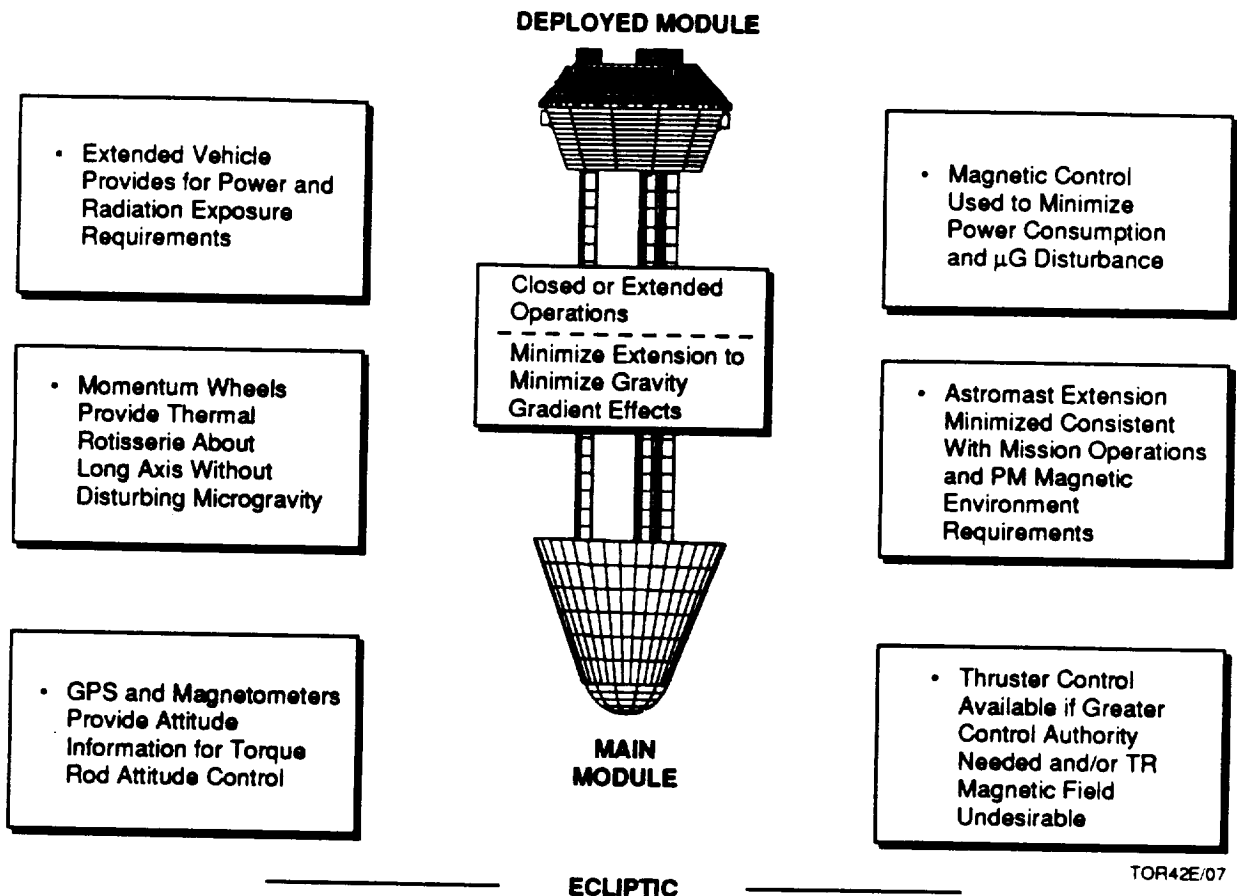 DEPLOYED MODULE
• Extended Vehicle
Provides for Power and
Radiation Exposure
Requirements
• Momentum Wheels
Provide Thermal
Rotisserie About
Long Axis Without
Disturbing Microgravity
• GPS and Magnetometers
Provide Attitude
Information for Torque
Rod Attitude Control
Closed or Extended
Operations
Minimize Extension to
Minimize Gravity
Gradient Effects
MAIN
MODULE
• Magnetic Control
Used to Minimize
Power Consumption
and μG Disturbance
• Astromast Extension
Minimized Consistent
With Mission Operations
and PM Magnetic
Environment
Requirements
• Thruster Control
Available if Greater
Control Authority
Needed and/or TR
Magnetic Field
Undesirable
TOR42E/07
ECLIPTIC